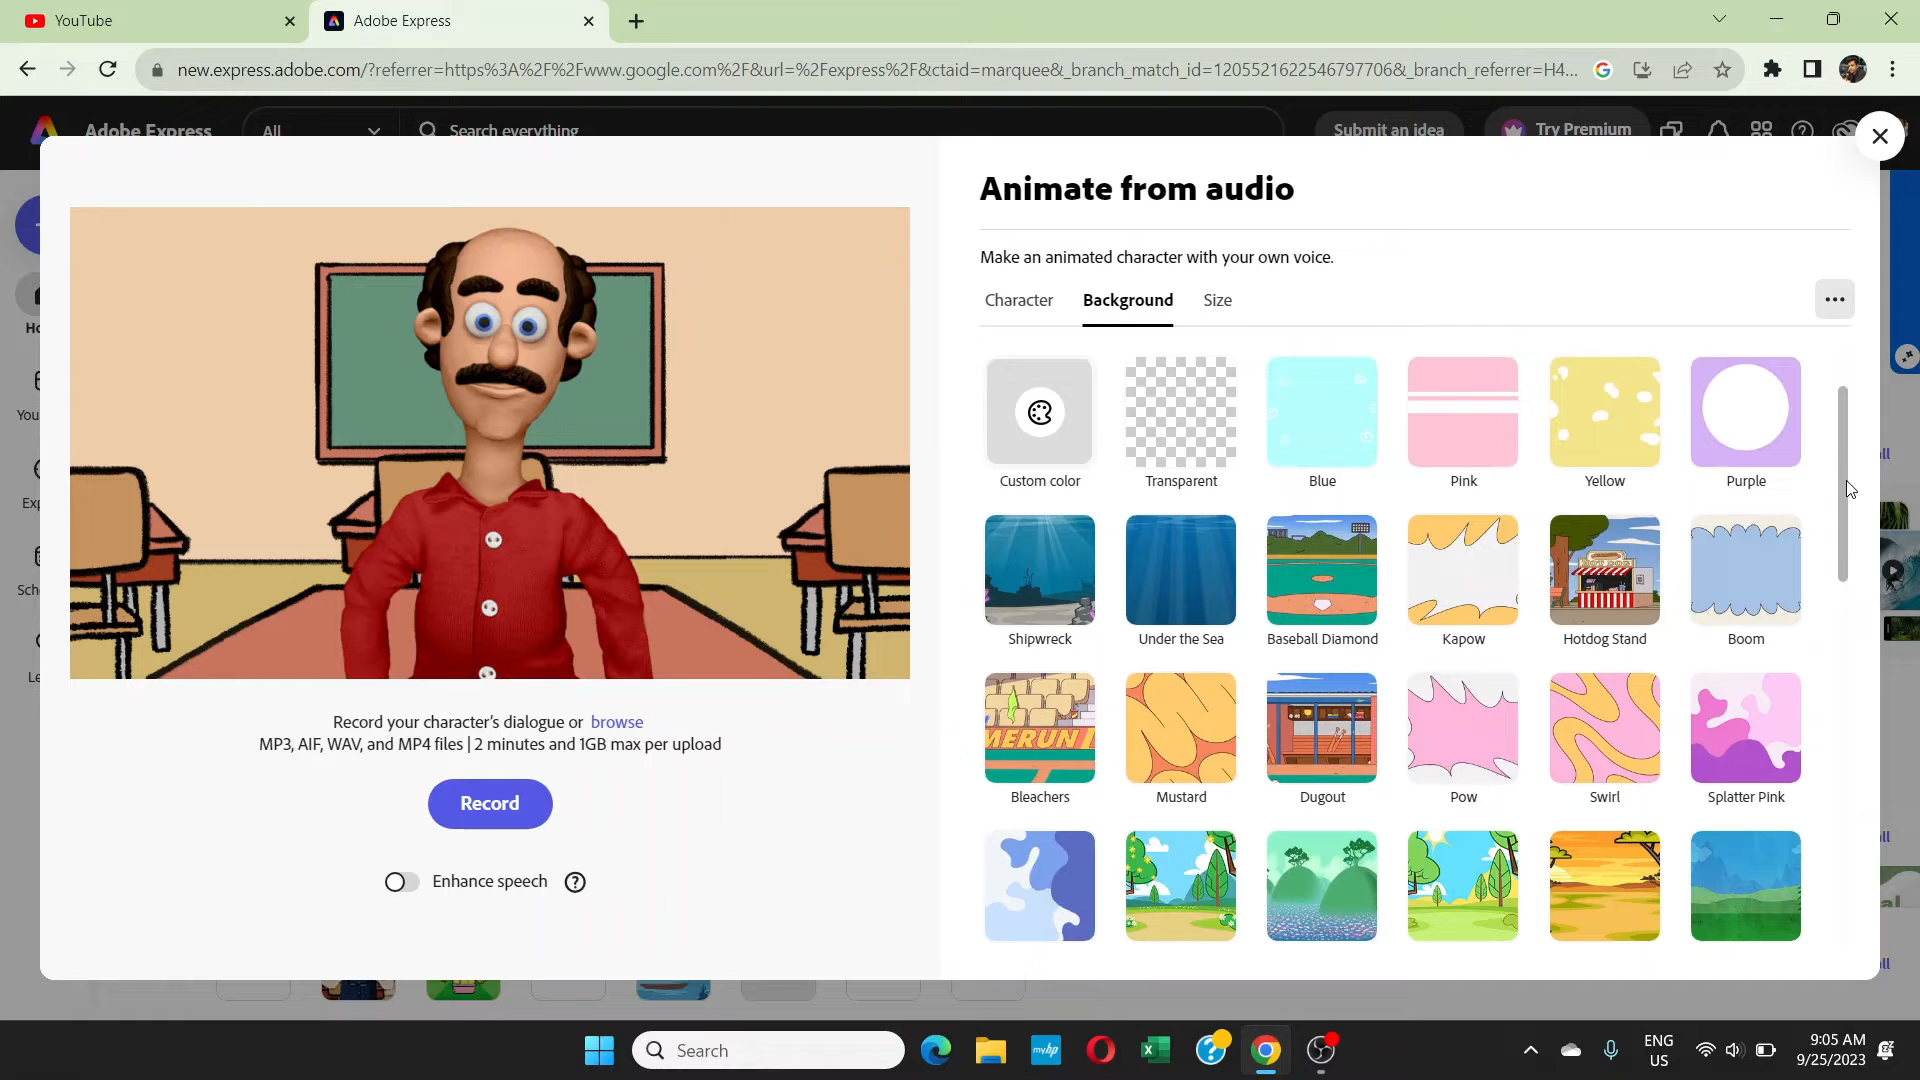 YouTube
Adobe Express
new.express.adobe.com/?referrer=https%3A%2F%2Fwww.google.com%2F&url=%2Fexpress%2F&ctaid=marquee&_branch_match_id=1205521622546797706&_branch_referrer=H4...
Adobe Express
All
Search everything
Submit an idea
Try Premium
Animate from audio
Make an animated character with your own voice.
Character
Background
Size
Custom color
Transparent
Blue
Pink
Yellow
Purple
Shipwreck
Under the Sea
Baseball Diamond
Kapow
Hotdog Stand
Boom
MERUN
Bleachers
Mustard
Dugout
Pow
Swirl
Splatter Pink
Record your character's dialogue or browse
MP3, AIF, WAV, and MP4 files | 2 minutes and 1GB max per upload
Record
Enhance speech
Search
myhp
ENG
US
9:05 AM
9/25/2023